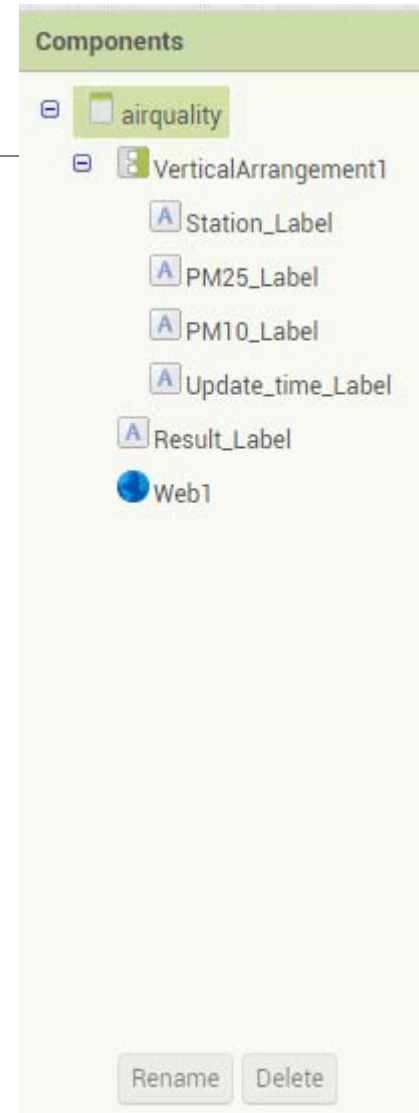 Components
airquality
VerticalArrangement1
A Station_Label
A PM25_Label
A PM10_Label
A Update_time_Label
A Result_Label
Web1
Rename Delete